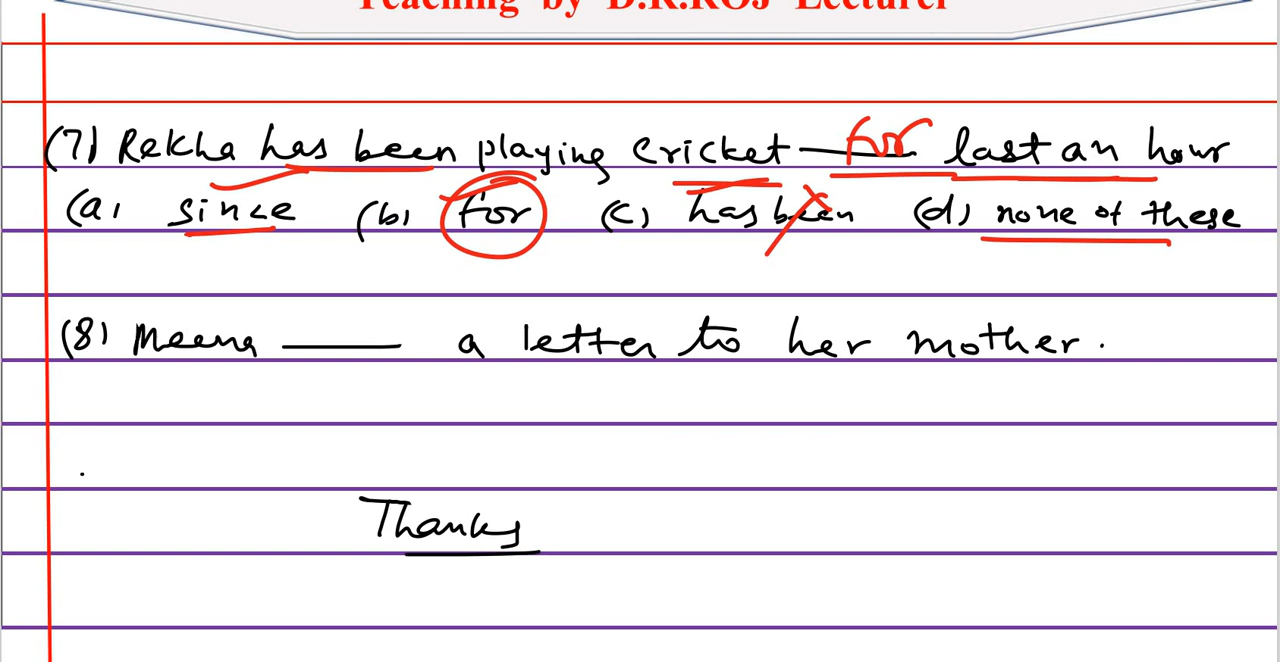 Teaching by D.R.ROJ Lecturer
(7) Rekha has been playing cricket for last an hour
(a) since (b) for (c) has been (d) none of these
(8) Meena ____ a letter to her mother.
Thanks